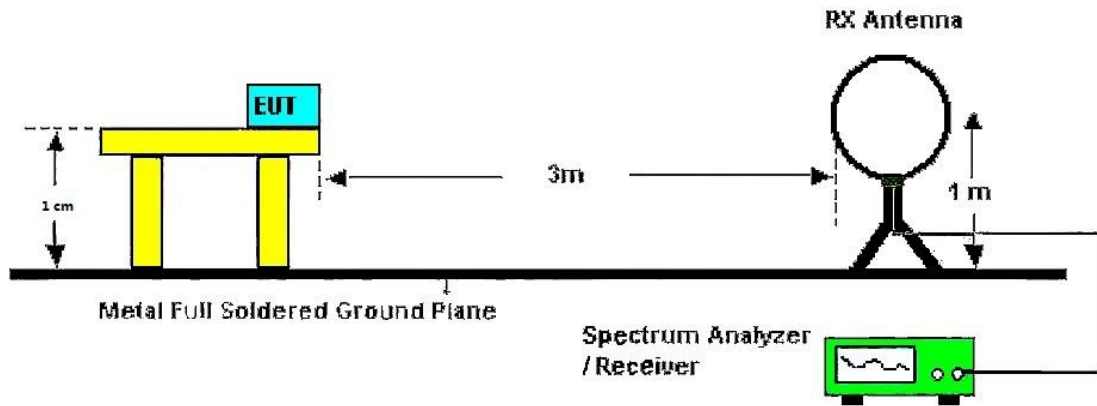 RX Antenna
EUT
3m
1 cm
1 m
Metal Full Soldered Ground Plane
Spectrum Analyzer
/ Receiver